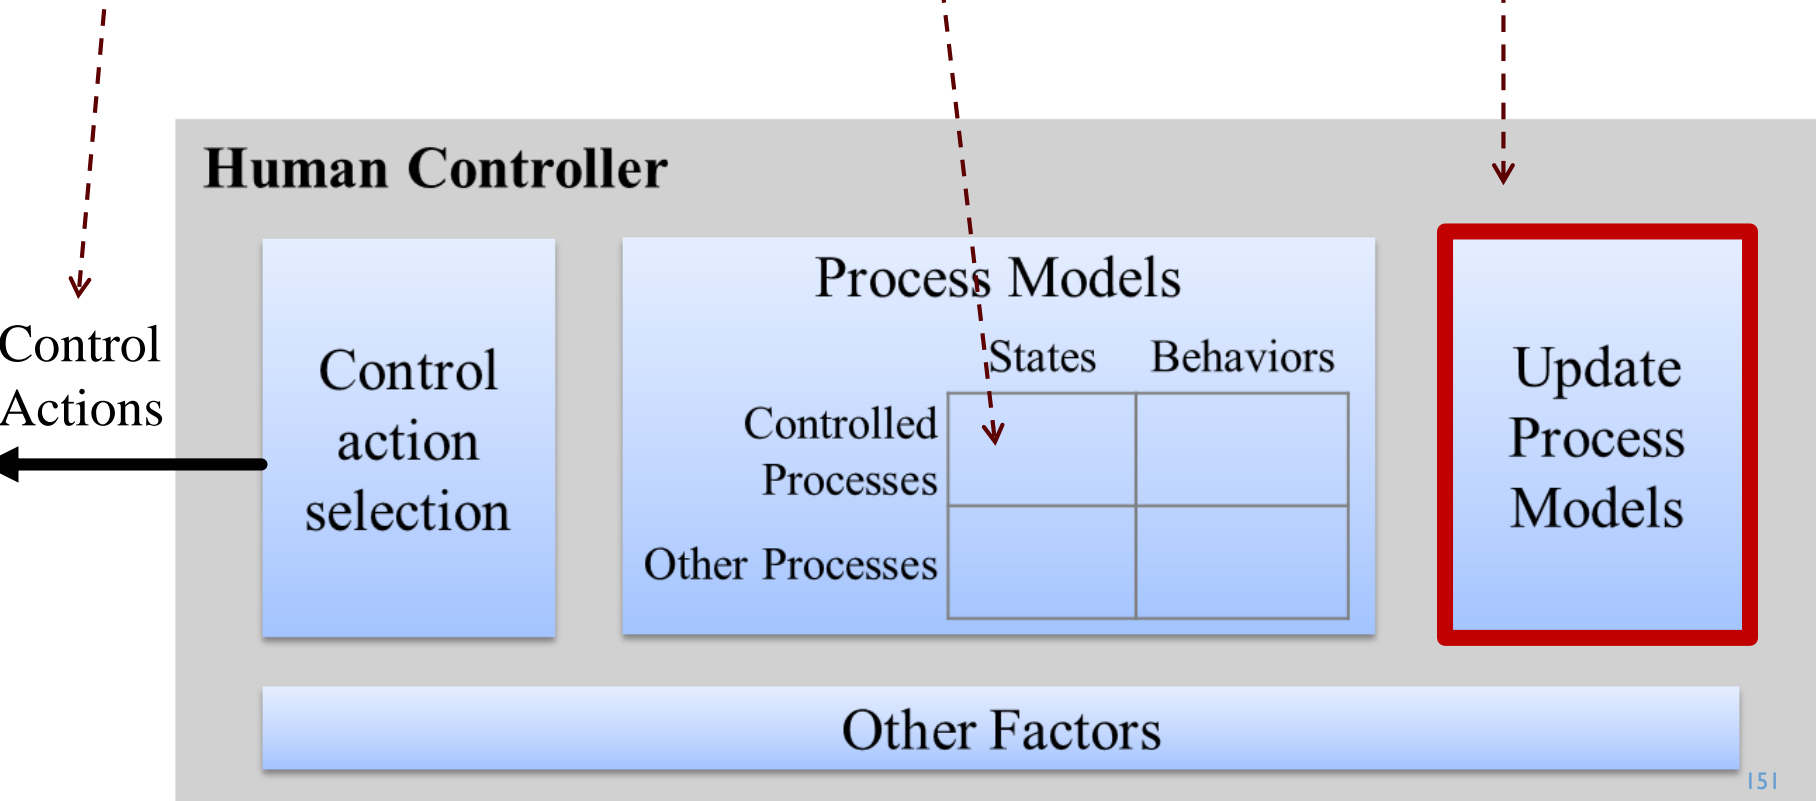 Human Controller
Control
Actions
Control
action
selection
Process Models
States Behaviors
Controlled
Processes
Other Processes
Update
Process
Models
Other Factors
151